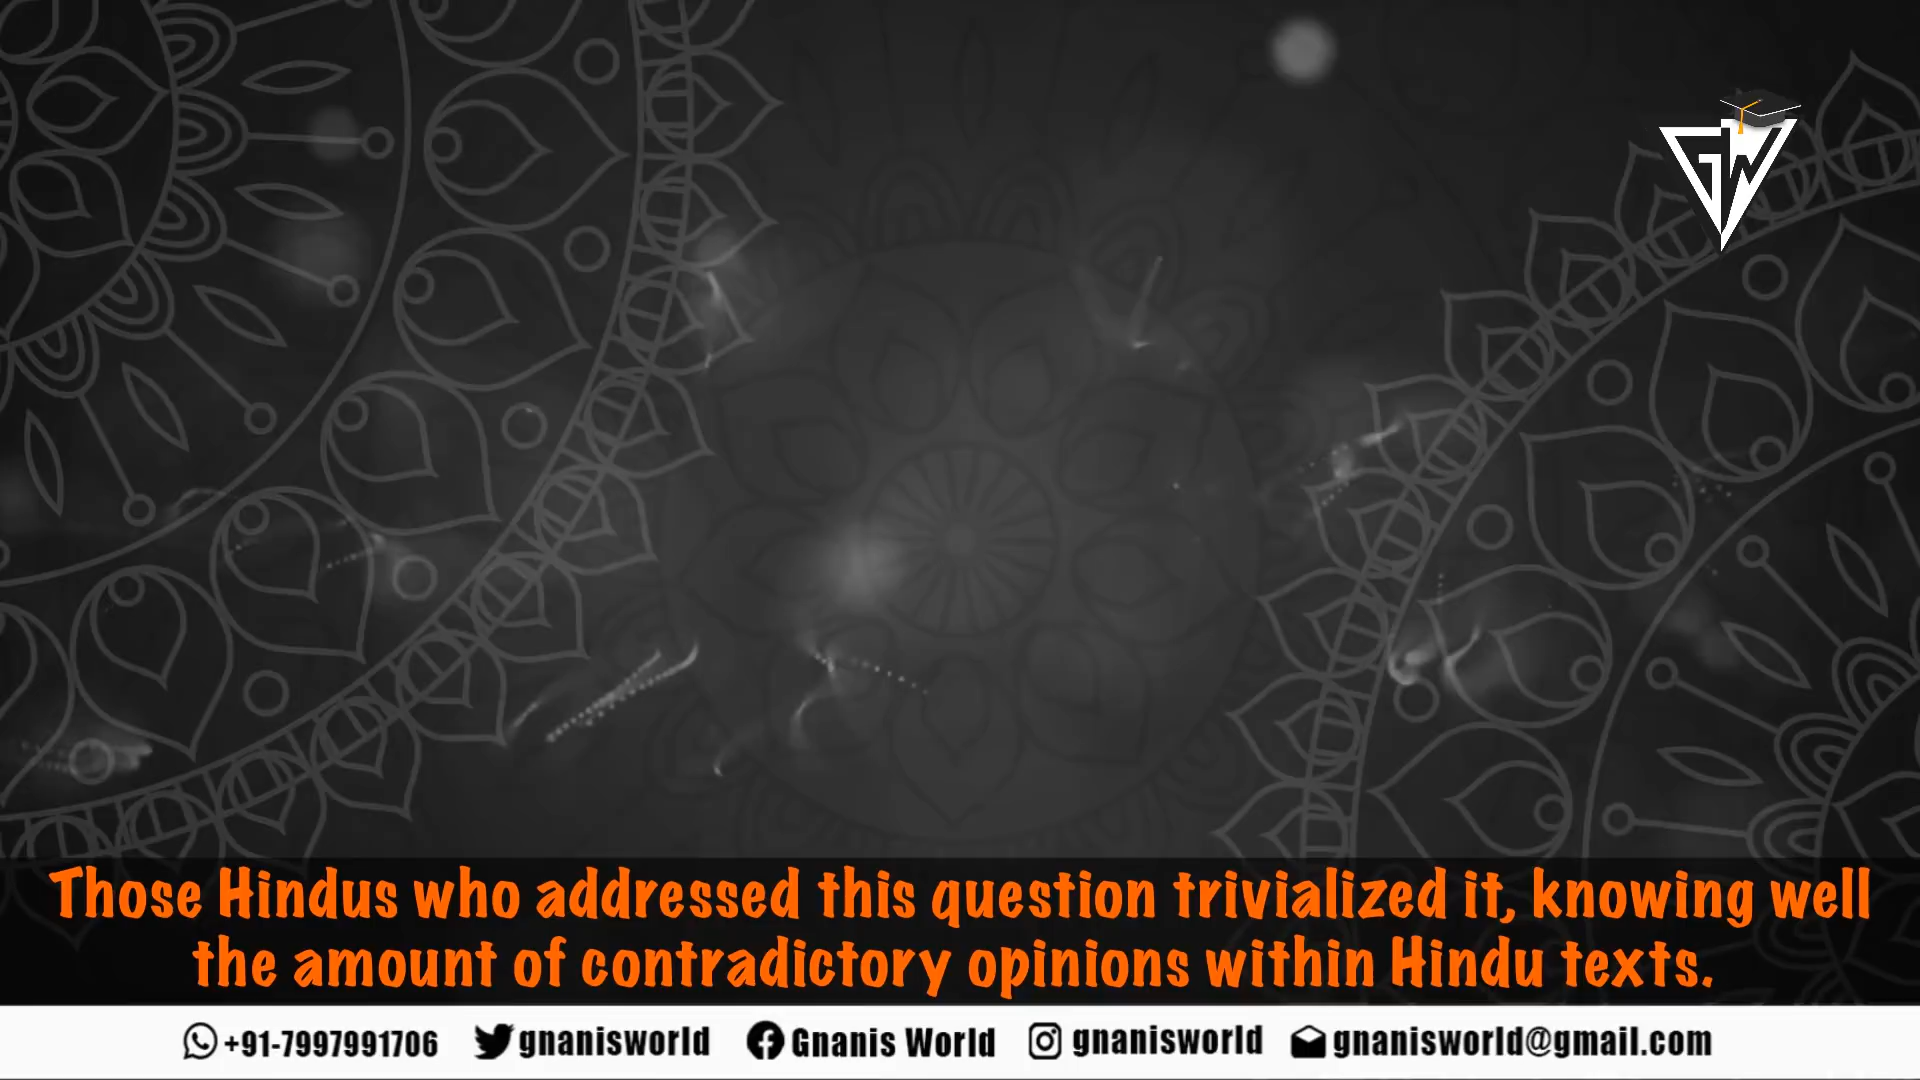 GW
Those Hindus who addressed this question trivialized it, knowing well
the amount of contradictory opinions within Hindu texts.
+91-7997991706 gnanisworld Gnanis World gnanisworld gnanisworld@gmail.com